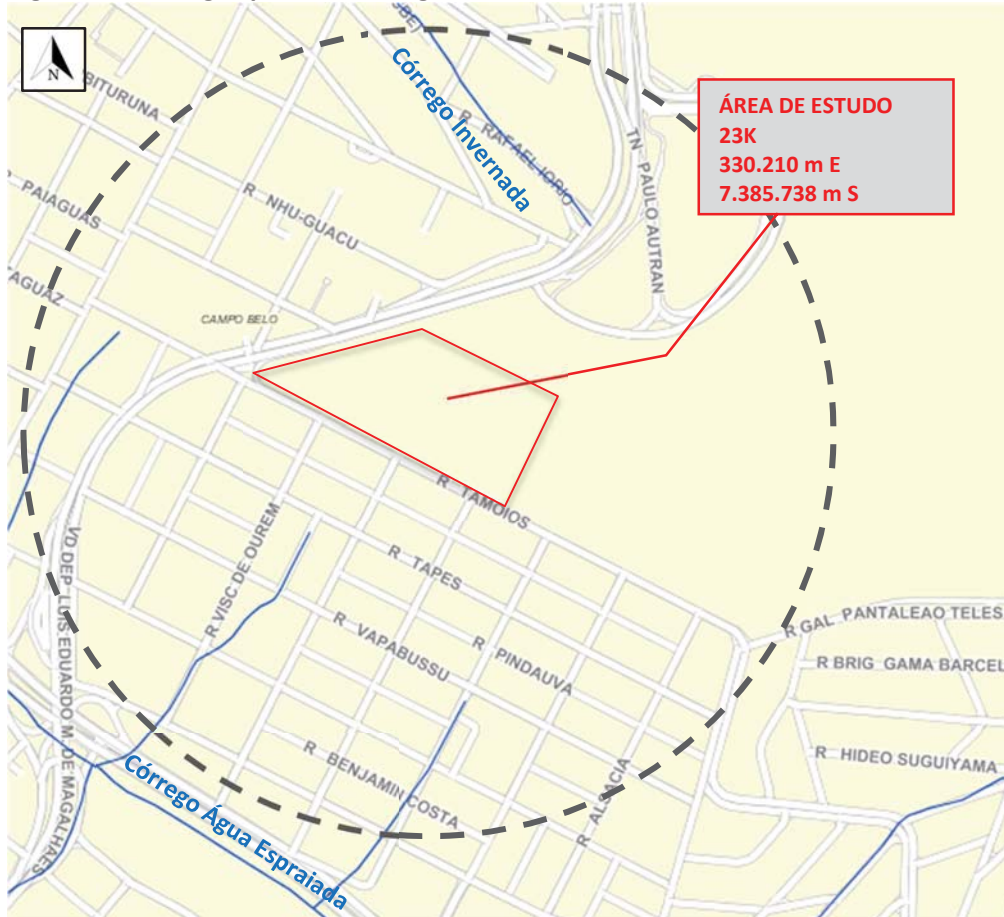 N
BITURUNA
R PAIAGUAS
TAGUAZ
R NHU-GUACU
CAMPO BELO
Córrego Invernada
R RAFAEL IORIO
TN PAULO AUTRAN
ÁREA DE ESTUDO
23K
330.210 m E
7.385.738 m S
R TAMOIOS
R TAPES
R VISC DE OUREM
R VAPABUSSU
R PINDAUVA
R BENJAMIN COSTA
R ALSACIA
VD DEP LUIS EDUARDO M. DE MAGALHAES
Córrego Água Espraiada
R GAL PANTALEAO TELES
R BRIG GAMA BARCEL
R HIDEO SUGUIYAMA